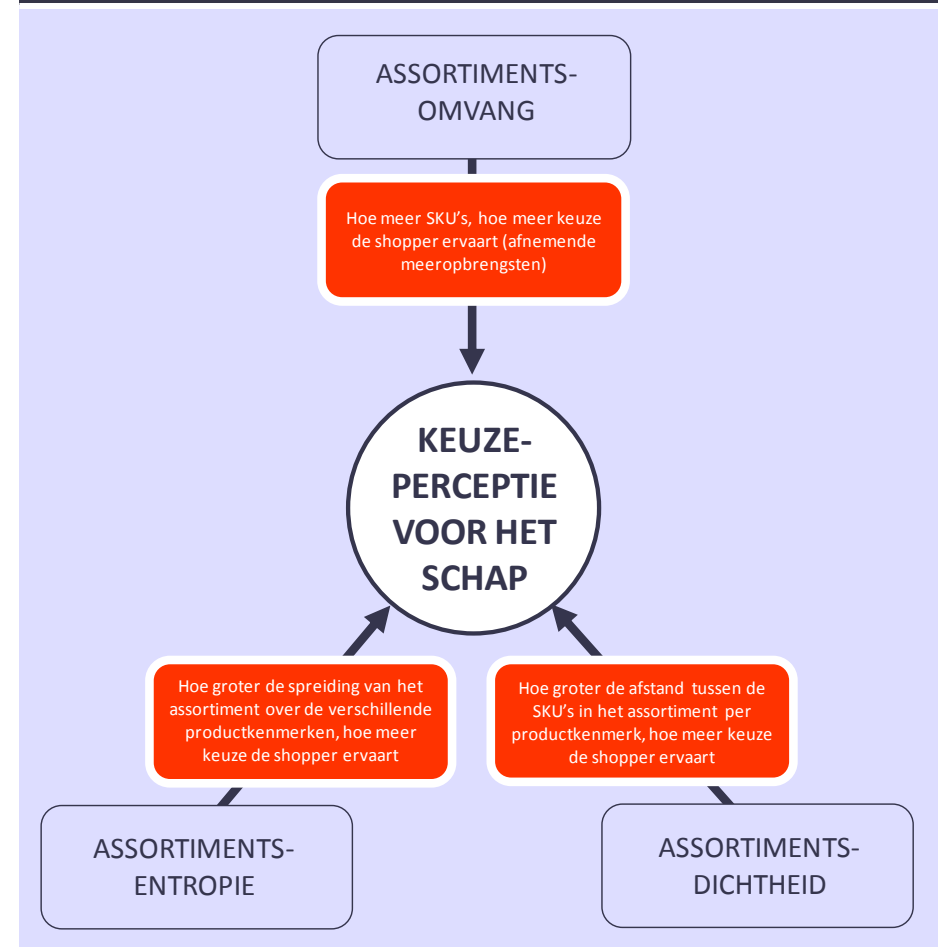 ASSORTIMENTS-
OMVANG
Hoe meer SKU's, hoe meer keuze
de shopper ervaart (afnemende
meeropbrengsten)
KEUZE-
PERCEPTIE
VOOR HET
SCHAP
Hoe groter de spreiding van het
assortiment over de verschillende
productkenmerken, hoe meer
keuze de shopper ervaart
Hoe groter de afstand tussen de
SKU's in het assortiment per
productkenmerk, hoe meer keuze
de shopper ervaart
ASSORTIMENTS-
ENTROPIE
ASSORTIMENTS-
DICHTHEID